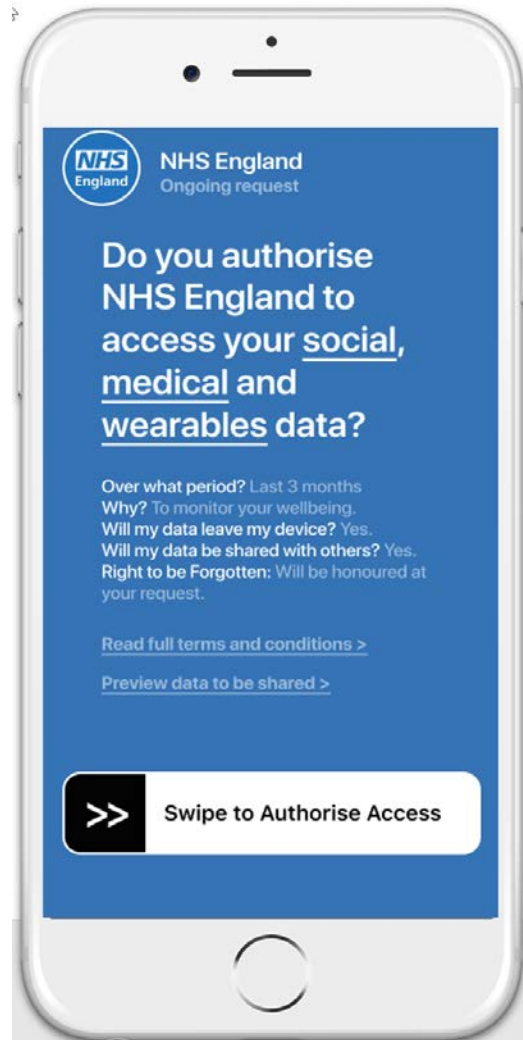 NHS
England
NHS England
Ongoing request
Do you authorise
NHS England to
access your social,
medical and
wearables data?
Over what period? Last 3 months
Why? To monitor your wellbeing.
Will my data leave my device? Yes.
Will my data be shared with others? Yes.
Right to be Forgotten: Will be honoured at
your request.
Read full terms and conditions >
Preview data to be shared >
>> Swipe to Authorise Access